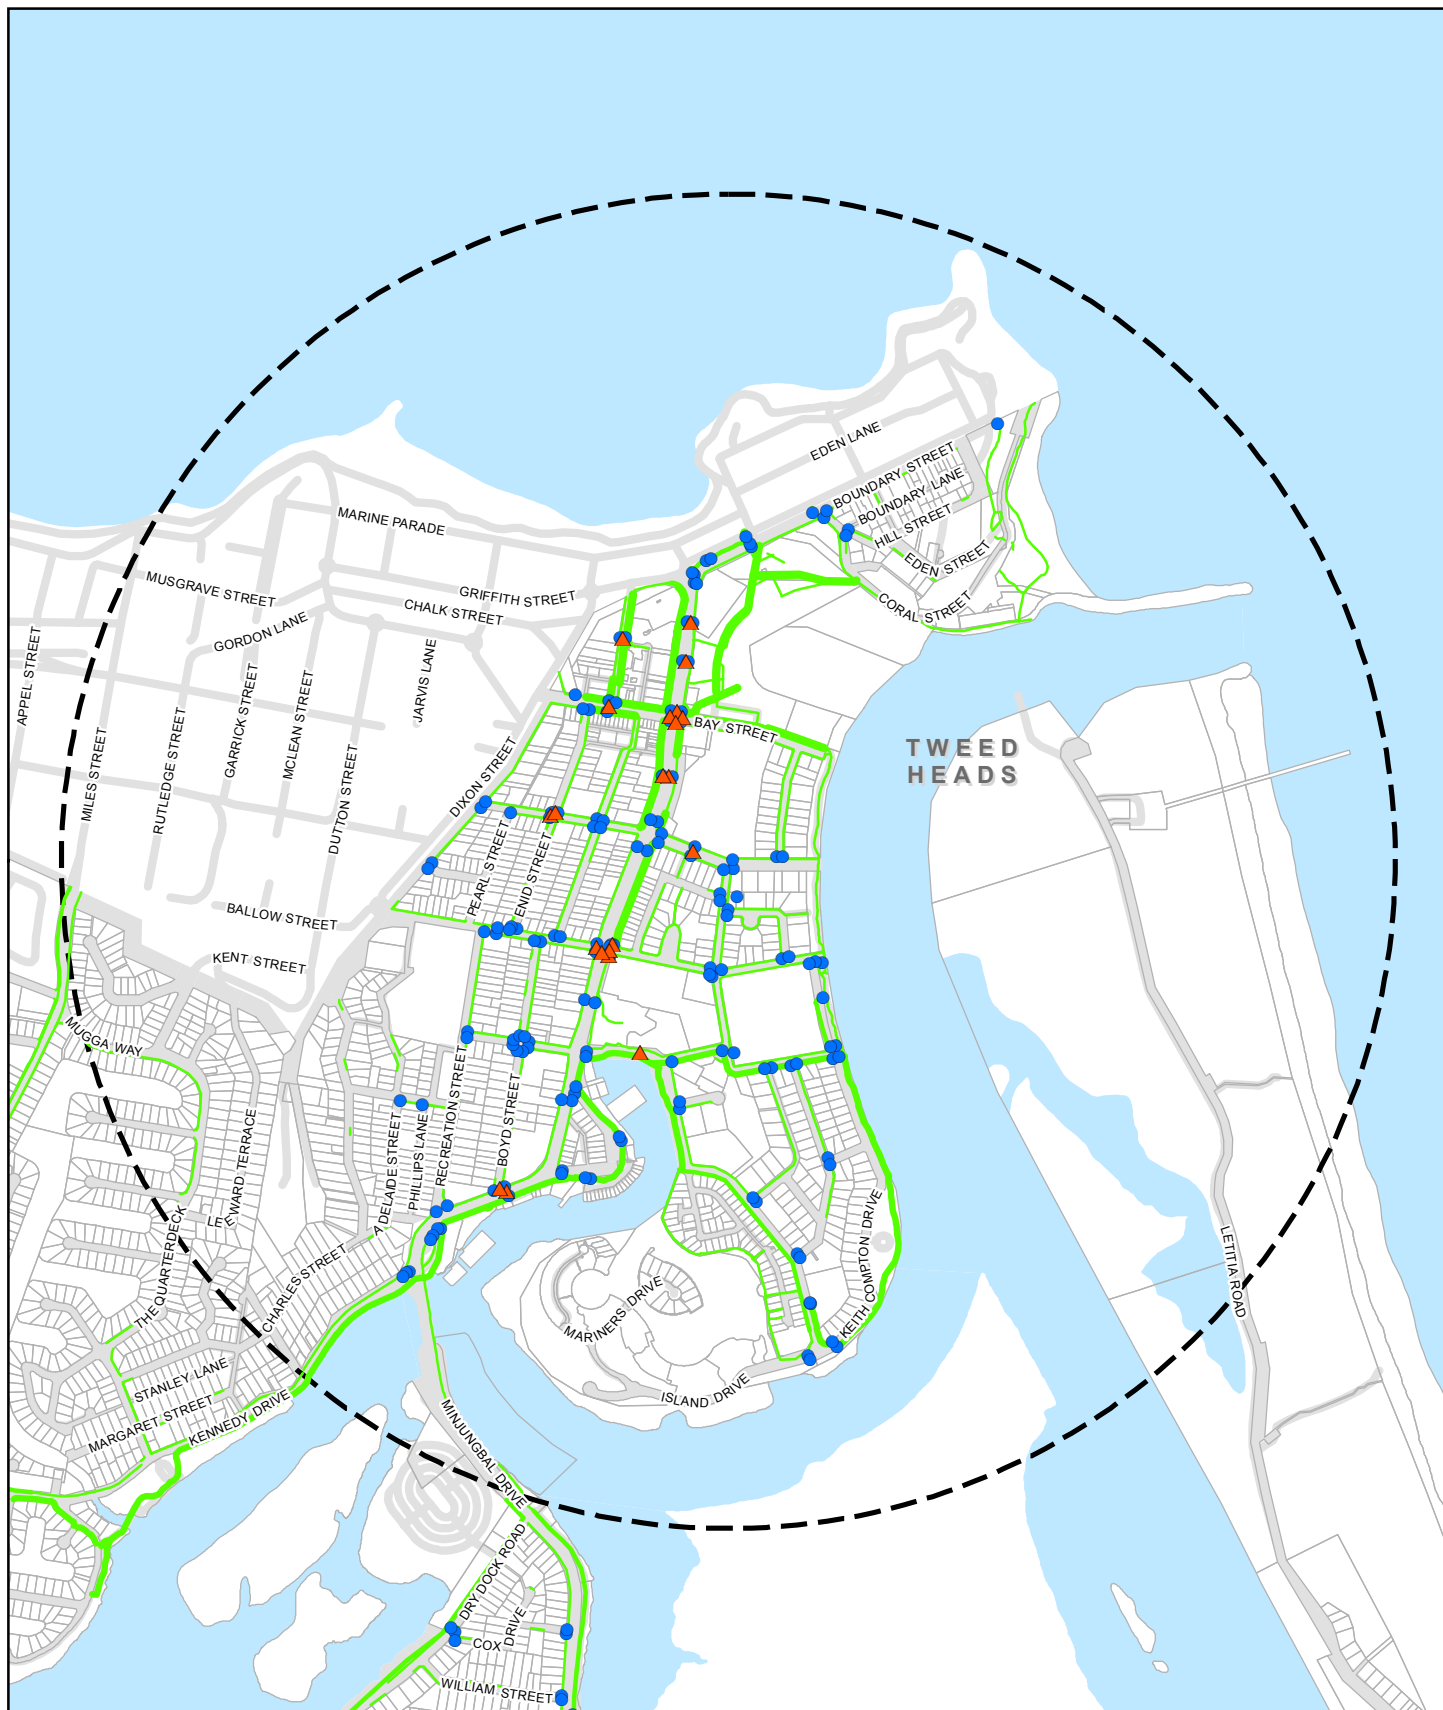 EDEN LANE
BOUNDARY STREET
BOUNDARY LANE
HILL STREET
MARINE PARADE
EDEN STREET
MUSGRAVE STREET
GRIFFITH STREET
CHALK STREET
CORAL STREET
GORDON LANE
APPEL STREET
GARRICK STREET
MCLEAN STREET
JARVIS LANE
BAY STREET
TWEED
HEADS
MILES STREET
RUTLEDGE STREET
DUTTON STREET
DIXON STREET
PEARL STREET
ENID STREET
BALLOW STREET
KENT STREET
MUGGA WAY
LEEWARD TERRACE
ADELAIDE STREET
PHILLIPS LANE
RECREATION STREET
BOYD STREET
THE QUARTERDECK
CHARLES STREET
KEITH COMPTON DRIVE
LETITIA ROAD
MARINERS DRIVE
STANLEY LANE
MARGARET STREET
KENNEDY DRIVE
ISLAND DRIVE
MINJUNGBAL DRIVE
DRY DOCK ROAD
COX DRIVE
WILLIAM STREET